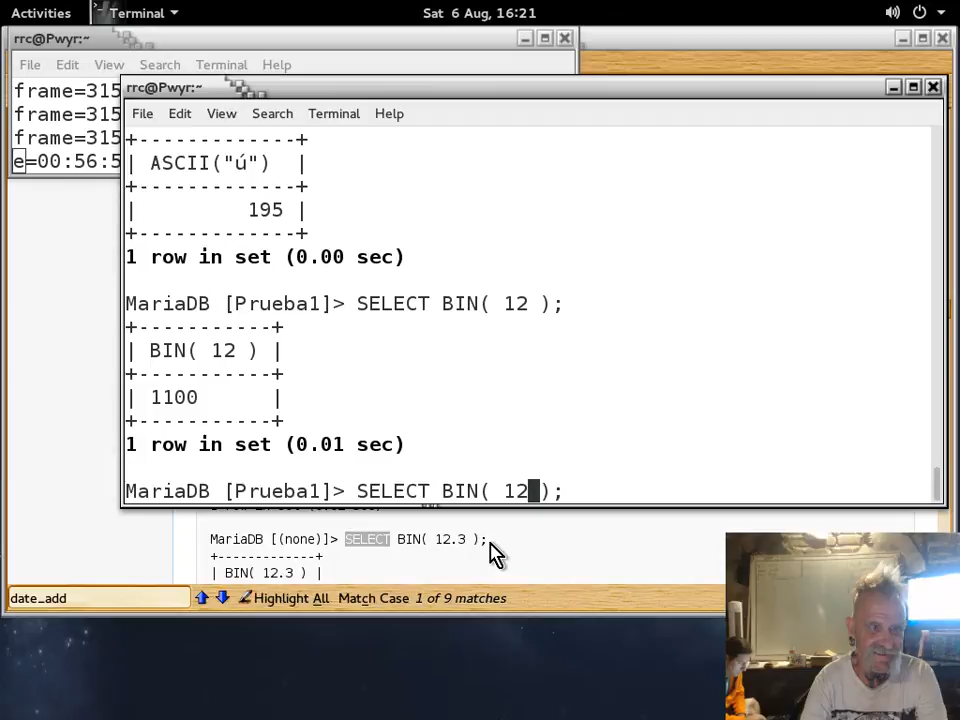 Activities Terminal Sat 6 Aug, 16:21
rrc@Pwyr:~
File Edit View Search Terminal Help
frame=315
frame=315
frame=315
e=00:56:5
rrc@Pwyr:~
File Edit View Search Terminal Help
+-------------+
| ASCII("ú") |
+-------------+
| 195 |
+-------------+
1 row in set (0.00 sec)
MariaDB [Prueba1]> SELECT BIN( 12 );
+-----------+
| BIN( 12 ) |
+-----------+
| 1100 |
+-----------+
1 row in set (0.01 sec)
MariaDB [Prueba1]> SELECT BIN( 12 );
MariaDB [(none)]> SELECT BIN( 12.3 );
+-------------+
| BIN( 12.3 ) |
date_add Highlight All Match Case 1 of 9 matches